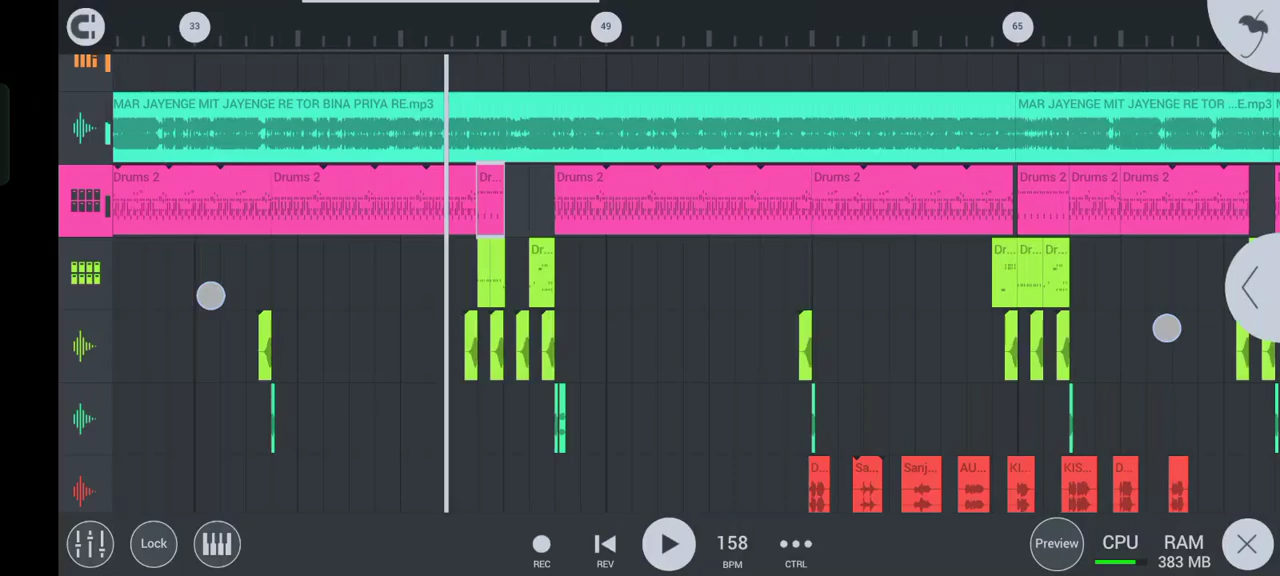 33
49
65
MAR JAYENGE MIT JAYENGE RE TOR BINA PRIYA RE.mp3
MAR JAYENGE MIT JAYENGE RE TOR ...E.mp3
Drums 2
Drums 2
Dr...
Drums 2
Drums 2
Drums 2
Drums 2
Drums 2
Dr...
Dr...
Dr...
Dr...
D...
Sa...
Sanj...
AU...
KI...
KIS...
D...
Lock
REC
REV
158
BPM
CTRL
Preview
CPU
RAM
383 MB